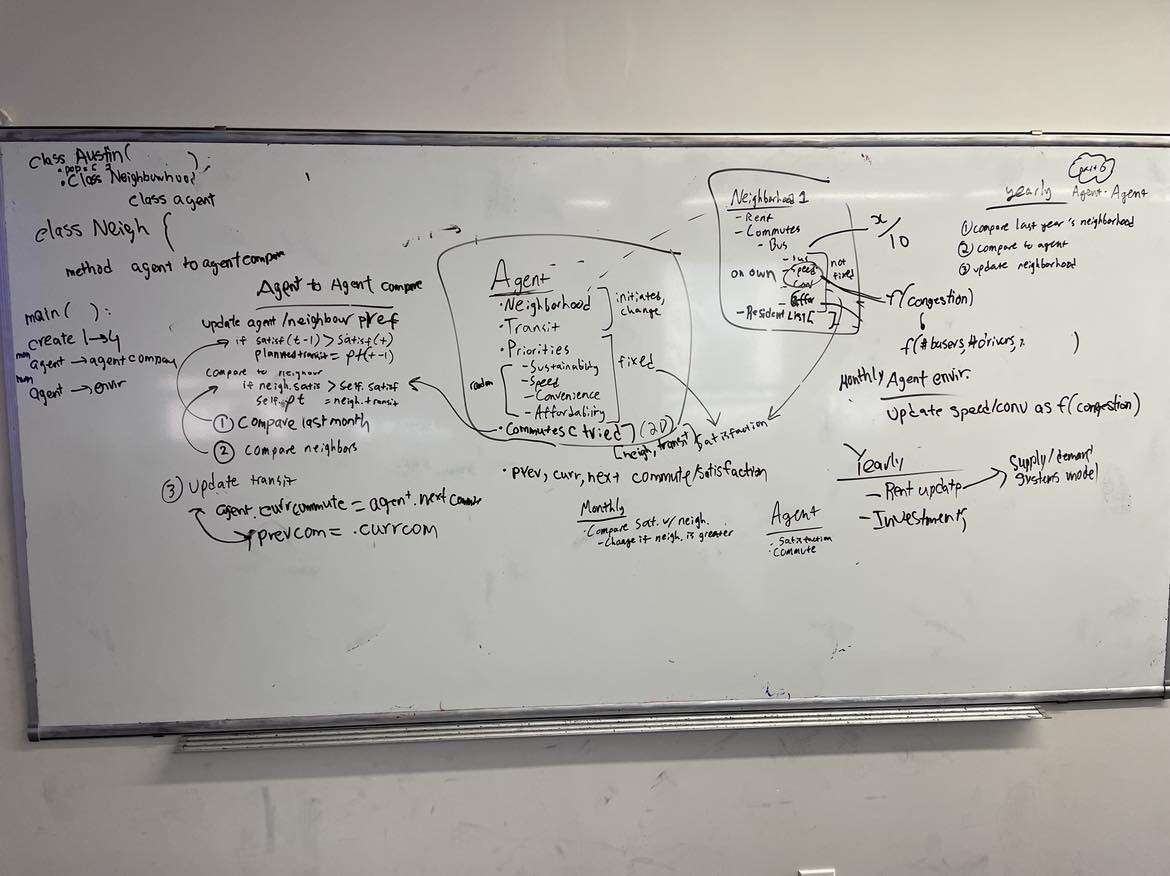 class Austin( );
• pop = 
• Class Neighbourhood
class agent
class Neigh {
method agent to agent compare
main( ):
create 1→4
agent → agent company
agent → envir
Agent to Agent compare
update agent/neighbour pref
if satisf(t-1) > satisf(t)
planned transit = pt(t-1)
compare to neighbour
if neigh.satis > self.satisf
self.pt = neigh.transit
① Compare last month
② compare neighbors
③ update transit
agent.currcommute = agent.next comm
prevcom = .currcom
Agent
• Neighborhood
• Transit
initiated, change
• Priorities
- Sustainability
- Speed
- Convenience
- Affordability
random
fixed
• Commutes [tried] (2D)
[neigh, transit], satisfaction
• prev, curr, next commute/satisfaction
Monthly
• Compare Sat. w/ neigh.
- Change if neigh. is greater
Agent
- Satisfaction
- Commute
Neighborhood 1
- Rent
- Commutes
- Bus
- sus
- Speed
- Conv
- affor
on own
not fixed
- Resident List [ ]
x/10
f(congestion)
f(#busers, #drivers, )
part 6
yearly Agent-Agent
① compare last year's neighborhood
② compare to agent
③ update neighborhood
Monthly Agent envir.
Update speed/conv as f(congestion)
Yearly
- Rent update
- Investments
Supply/demand
systems model